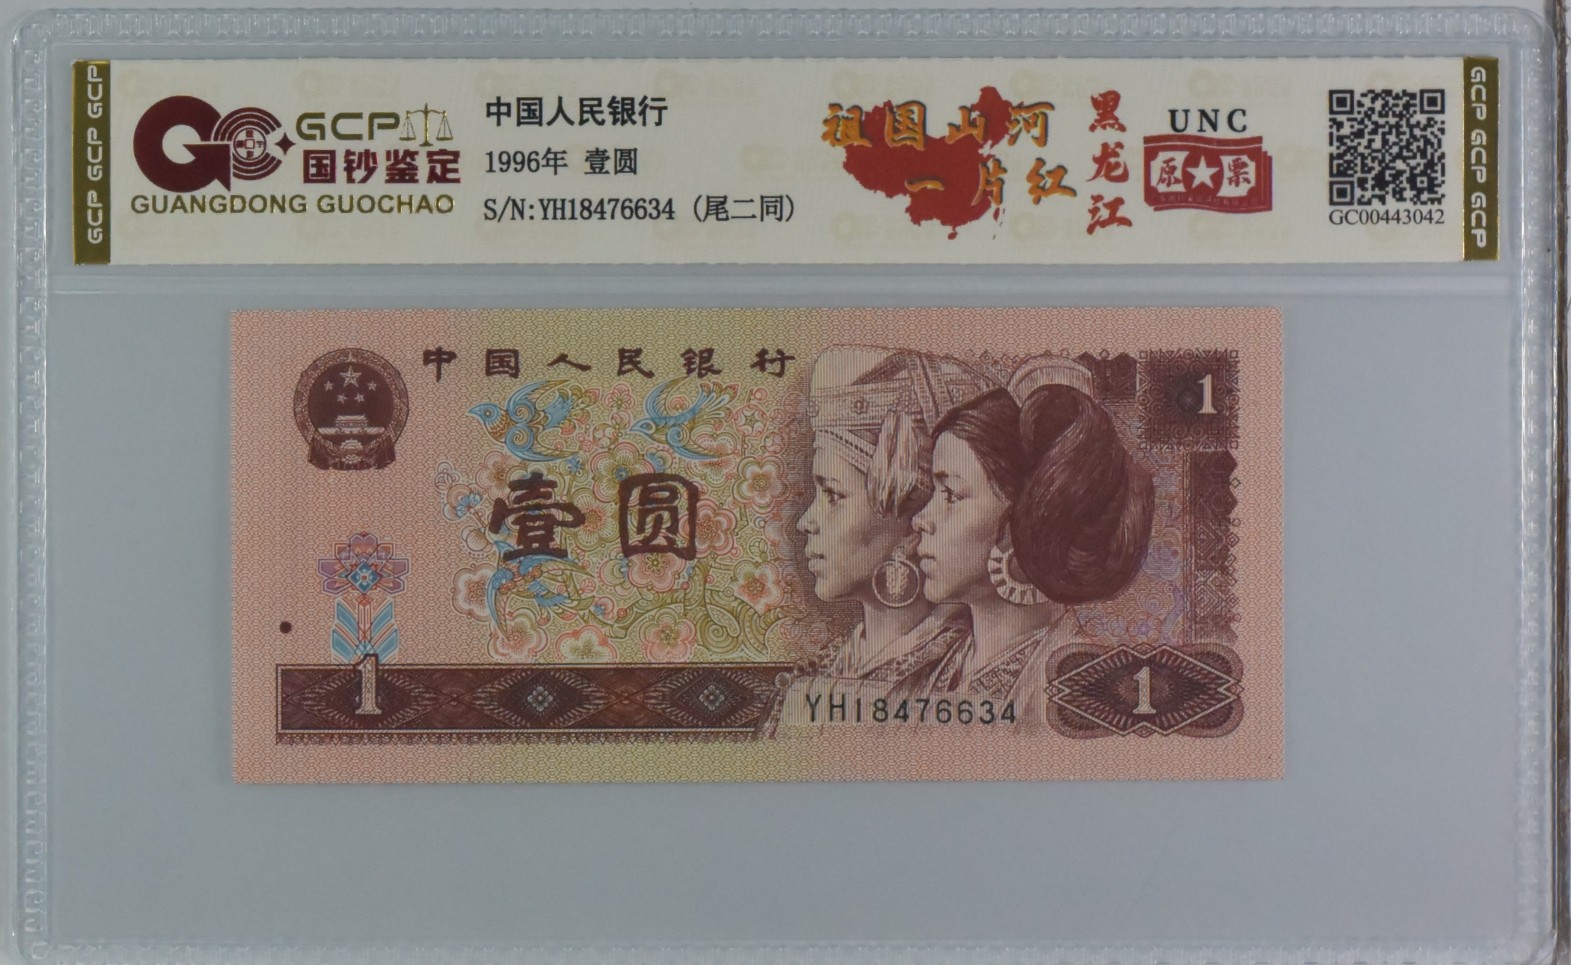 GCP GCP GCP
GCP
国钞鉴定
GUANGDONG GUOCHAO
中国人民银行
1996年 壹圆
S/N:YH18476634 (尾二同)
祖国山河
一片红
黑龙江
UNC
原票
GC00443042
GCP GCP GCP
中国人民银行
1
壹圆
1
YH18476634
1